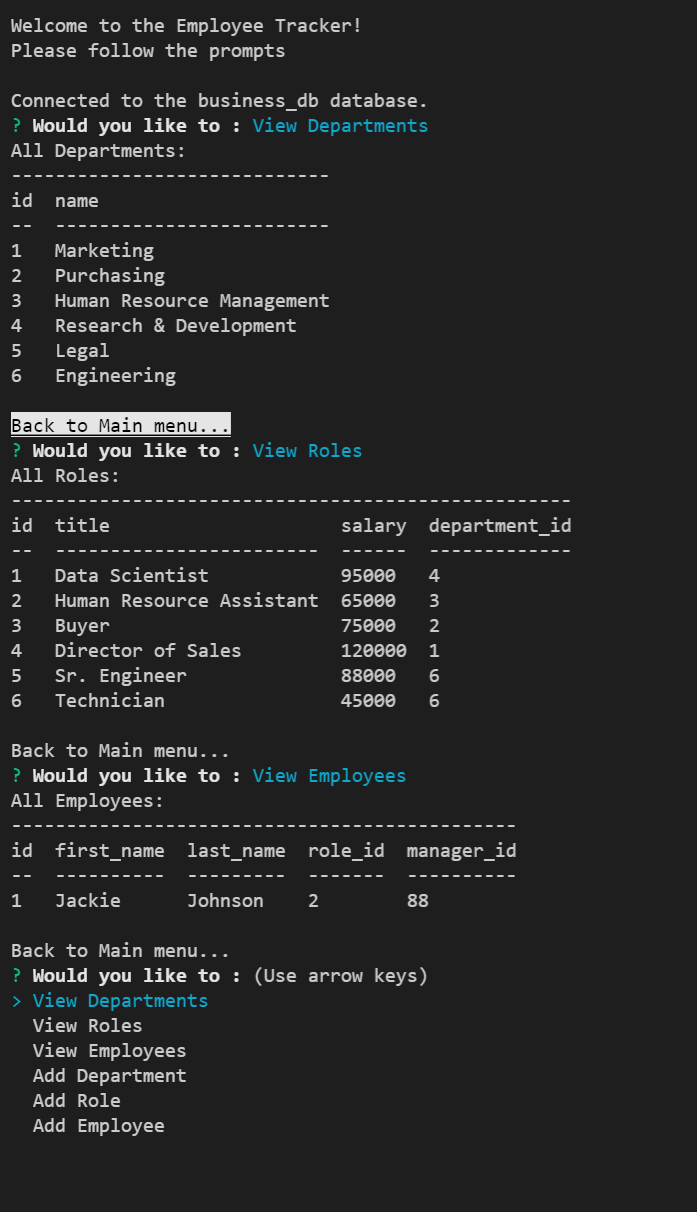 Welcome to the Employee Tracker!
Please follow the prompts
Connected to the business_db database.
? Would you like to : View Departments
All Departments:
-----------------------------
id  name
--  -------------------------
1   Marketing
2   Purchasing
3   Human Resource Management
4   Research & Development
5   Legal
6   Engineering
Back to Main menu...
? Would you like to : View Roles
All Roles:
---------------------------------------------------
id  title                     salary  department_id
--  ------------------------  ------  -------------
1   Data Scientist            95000   4
2   Human Resource Assistant  65000   3
3   Buyer                     75000   2
4   Director of Sales         120000  1
5   Sr. Engineer              88000   6
6   Technician                45000   6
Back to Main menu...
? Would you like to : View Employees
All Employees:
----------------------------------------------
id  first_name  last_name  role_id  manager_id
--  ----------  ---------  -------  ----------
1   Jackie      Johnson    2        88
Back to Main menu...
? Would you like to : (Use arrow keys)
> View Departments
  View Roles
  View Employees
  Add Department
  Add Role
  Add Employee